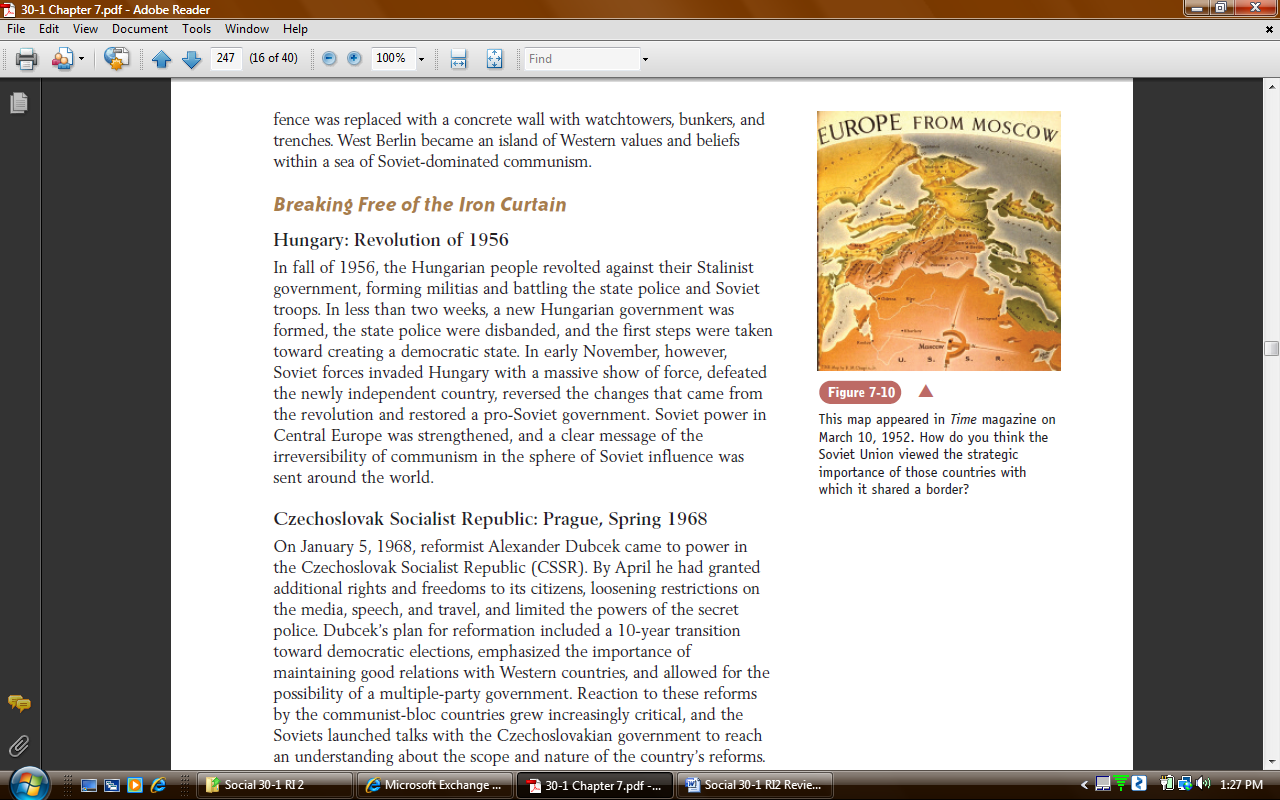 30-1 Chapter 7.pdf - Adobe Reader
File Edit View Document Tools Window Help
247 (16 of 40) 100% Find
fence was replaced with a concrete wall with watchtowers, bunkers, and
trenches. West Berlin became an island of Western values and beliefs
within a sea of Soviet-dominated communism.
Breaking Free of the Iron Curtain
Hungary: Revolution of 1956
In fall of 1956, the Hungarian people revolted against their Stalinist
government, forming militias and battling the state police and Soviet
troops. In less than two weeks, a new Hungarian government was
formed, the state police were disbanded, and the first steps were taken
toward creating a democratic state. In early November, however,
Soviet forces invaded Hungary with a massive show of force, defeated
the newly independent country, reversed the changes that came from
the revolution and restored a pro-Soviet government. Soviet power in
Central Europe was strengthened, and a clear message of the
irreversibility of communism in the sphere of Soviet influence was
sent around the world.
Czechoslovak Socialist Republic: Prague, Spring 1968
On January 5, 1968, reformist Alexander Dubcek came to power in
the Czechoslovak Socialist Republic (CSSR). By April he had granted
additional rights and freedoms to its citizens, loosening restrictions on
the media, speech, and travel, and limited the powers of the secret
police. Dubcek's plan for reformation included a 10-year transition
toward democratic elections, emphasized the importance of
maintaining good relations with Western countries, and allowed for the
possibility of a multiple-party government. Reaction to these reforms
by the communist-bloc countries grew increasingly critical, and the
Soviets launched talks with the Czechoslovakian government to reach
an understanding about the scope and nature of the country's reforms.
EUROPE FROM MOSCOW
Moscow
U. S. S. R.
Figure 7-10
This map appeared in Time magazine on
March 10, 1952. How do you think the
Soviet Union viewed the strategic
importance of those countries with
which it shared a border?
Social 30-1 RI 2
Microsoft Exchange ...
30-1 Chapter 7.pdf -...
Social 30-1 RI2 Revie...
1:27 PM